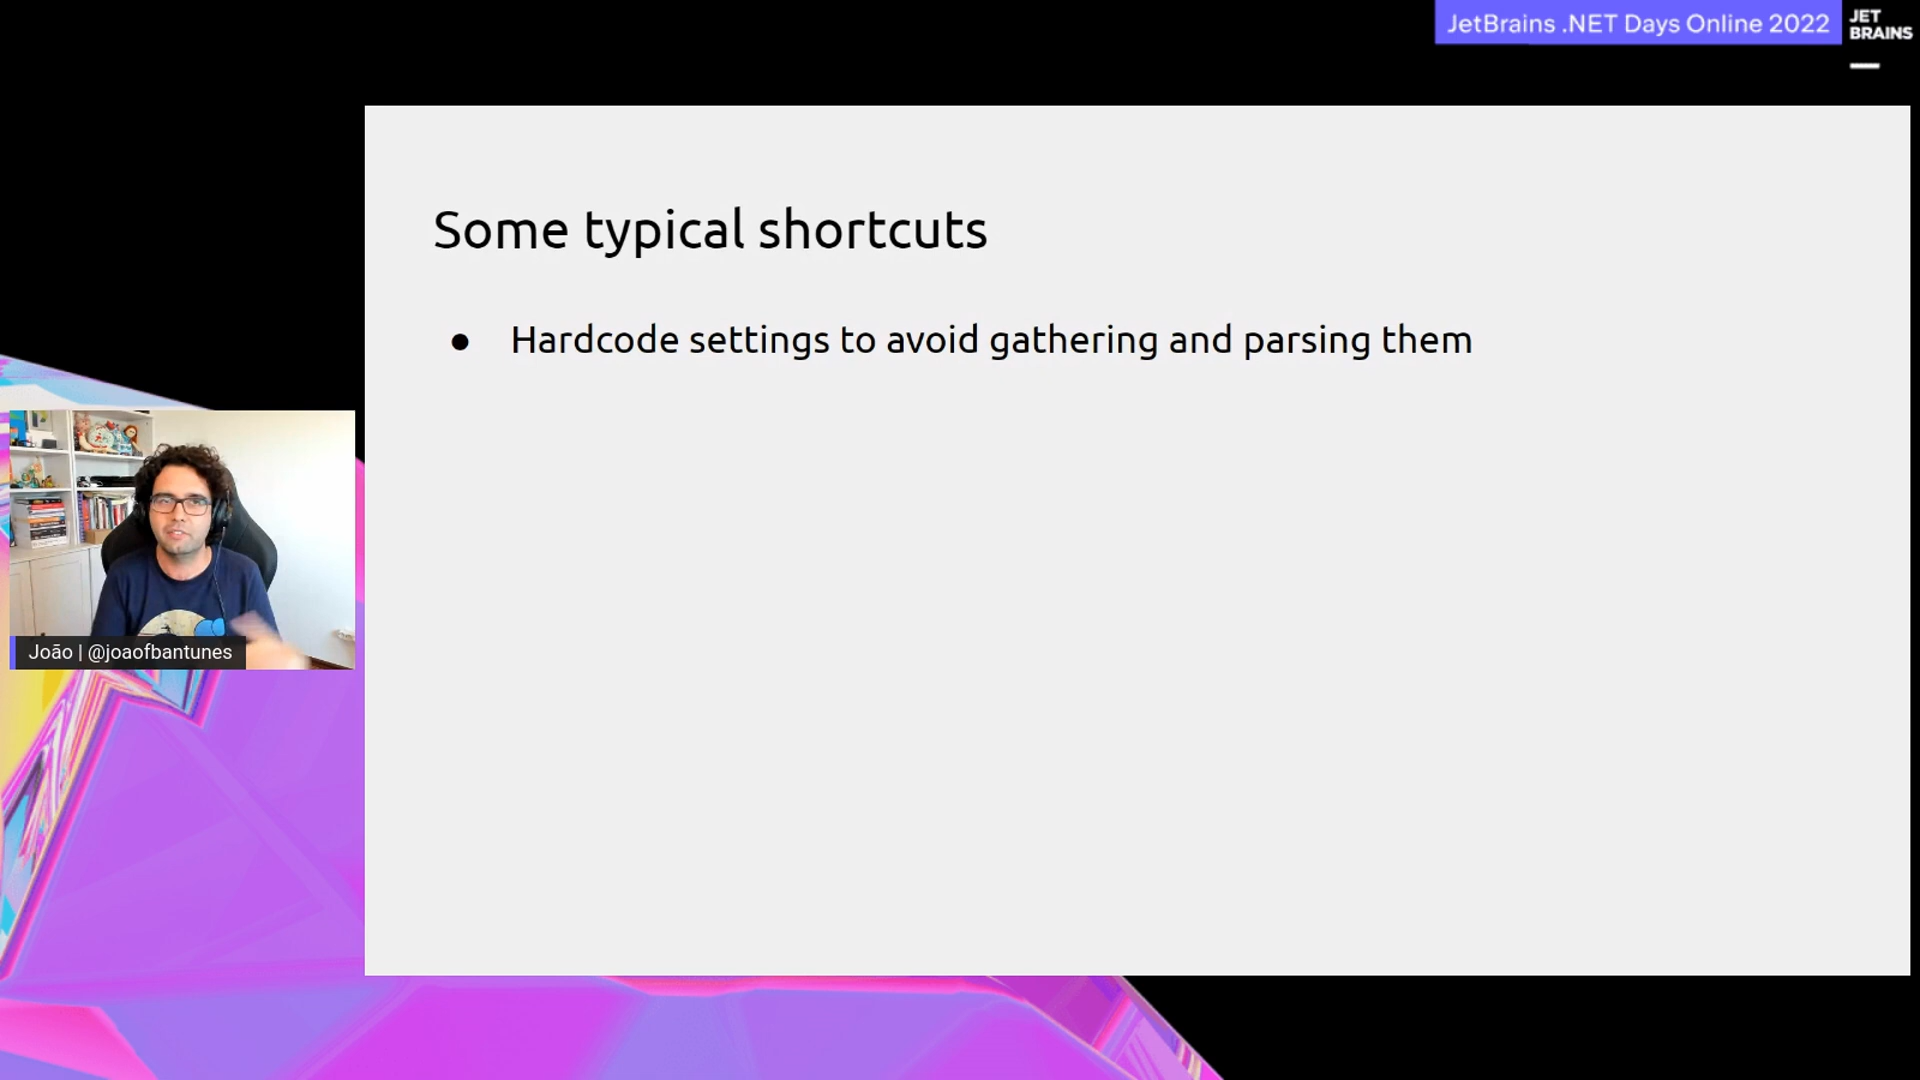 JetBrains .NET Days Online 2022
JET
BRAINS
Some typical shortcuts
● Hardcode settings to avoid gathering and parsing them
João | @joaofbantunes